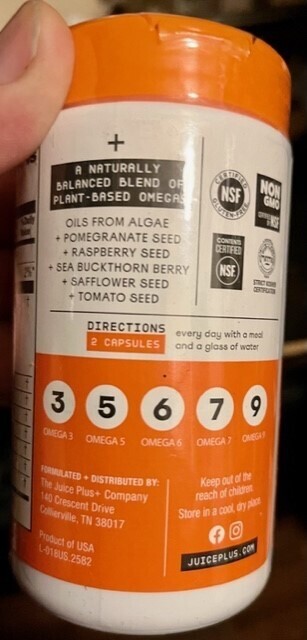 +
A NATURALLY
BALANCED BLEND OF
PLANT-BASED OMEGAS
OILS FROM ALGAE
+ POMEGRANATE SEED
+ RASPBERRY SEED
+ SEA BUCKTHORN BERRY
+ SAFFLOWER SEED
+ TOMATO SEED
CERTIFIED
NSF
GLUTEN-FREE
NON
GMO
CERTIFIED BY
NSF
CONTENTS
CERTIFIED
NSF
DIRECTIONS
2 CAPSULES
every day with a meal
and a glass of water
3 5 6 7 9
OMEGA 3 OMEGA 5 OMEGA 6 OMEGA 7 OMEGA 9
FORMULATED + DISTRIBUTED BY:
The Juice Plus+ Company
140 Crescent Drive
Collierville, TN 38017
Product of USA
L-01BUS.2582
Keep out of the
reach of children.
Store in a cool, dry place.
JUICEPLUS.COM